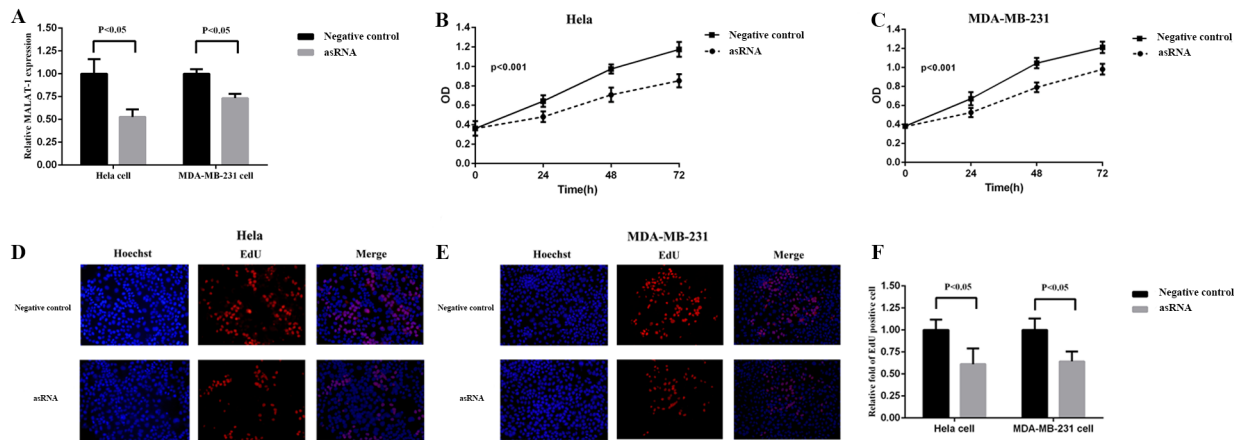 A
P<0,05
P<0,05
Negative control
asRNA
Relative MALAT-1 expression
1.50
1.25
1.00
0.75
0.50
0.25
0.00
Hela cell
MDA-MB-231 cell
B
Hela
Negative control
asRNA
p<0.001
OD
1.4
1.2
1.0
0.8
0.6
0.4
0.2
0.0
0
24
48
72
Time(h)
C
MDA-MB-231
Negative control
asRNA
p<0.001
OD
1.4
1.2
1.0
0.8
0.6
0.4
0.2
0.0
0
24
48
72
Time(h)
D
Hela
Hoechst
EdU
Merge
Negative control
asRNA
E
MDA-MB-231
Hoechst
EdU
Merge
Negative control
asRNA
F
P<0,05
P<0,05
Negative control
asRNA
Relative fold of EdU positive cell
1.50
1.25
1.00
0.75
0.50
0.25
0.00
Hela cell
MDA-MB-231 cell